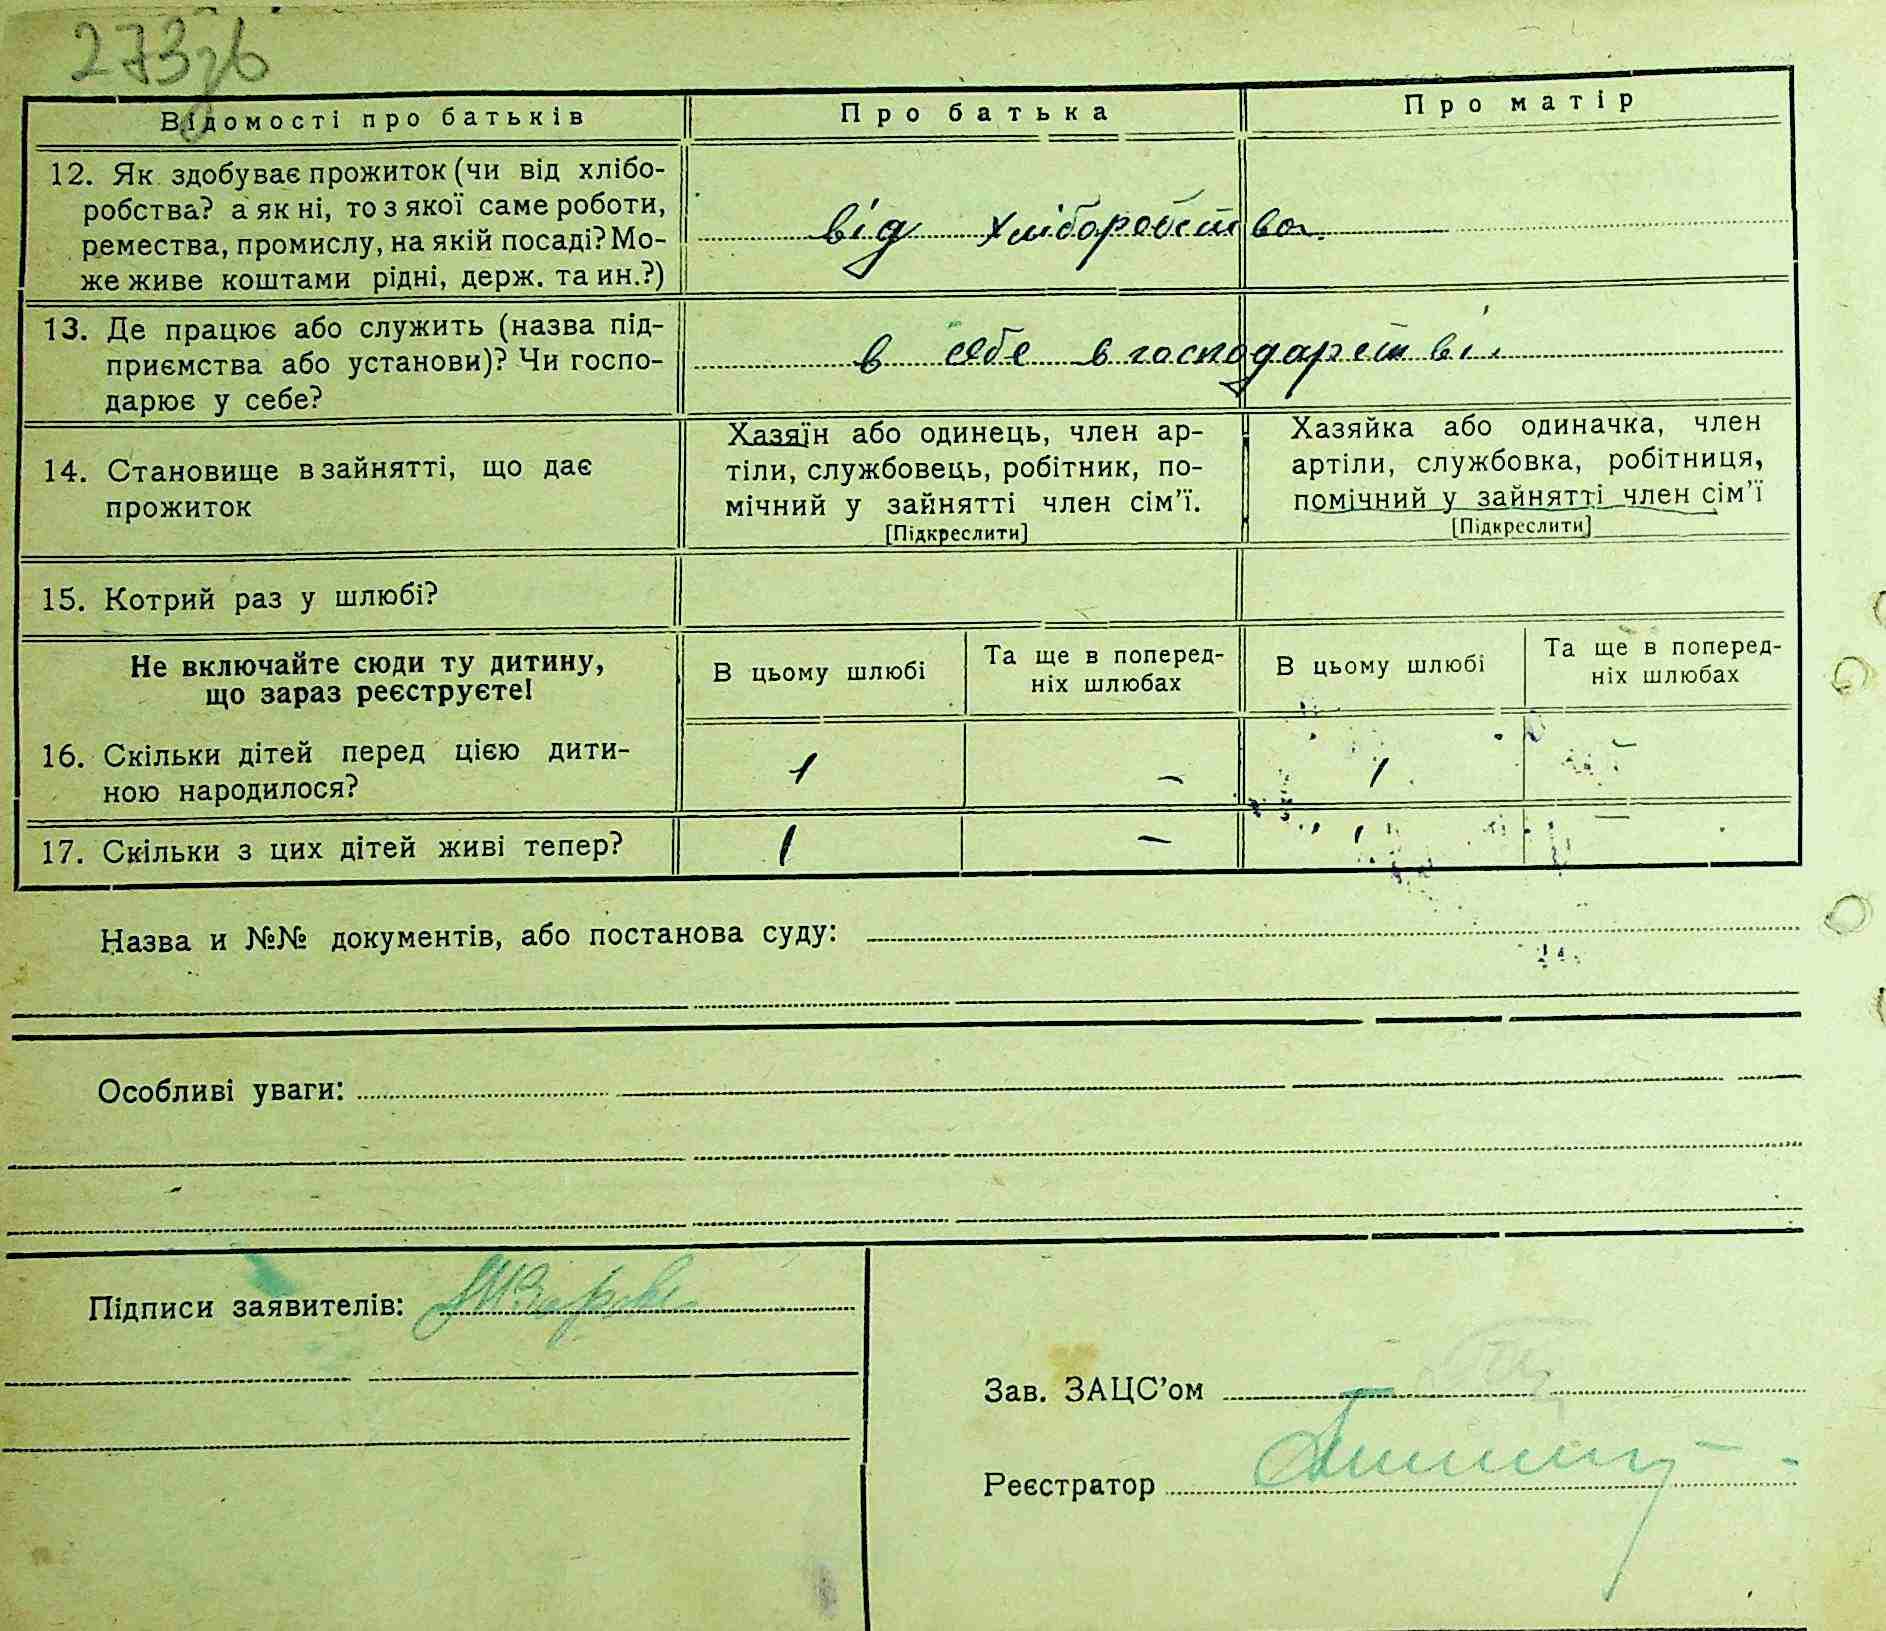 273зв
Відомості про батьків
Про батька
Про матір
12. Як здобуває прожиток (чи від хлібо-
робства? а як ні, то з якої саме роботи,
ремества, промислу, на якій посаді? Мо-
же живе коштами рідні, держ. та ин.?)
від хліборобства.
13. Де працює або служить (назва під-
приємства або установи)? Чи госпо-
дарює у себе?
в себе в господарстві.
14. Становище в зайнятті, що дає
прожиток
Хазяїн або одинець, член ар-
тіли, службовець, робітник, по-
мічний у зайнятті член сім'ї.
[Підкреслити]
Хазяйка або одиначка, член
артіли, службовка, робітниця,
помічний у зайнятті член сім'ї
[Підкреслити]
15. Котрий раз у шлюбі?
Не включайте сюди ту дитину,
що зараз реєструєте!
В цьому шлюбі
Та ще в поперед-
ніх шлюбах
В цьому шлюбі
Та ще в поперед-
ніх шлюбах
16. Скільки дітей перед цією дити-
ною народилося?
1 – 1 –
17. Скільки з цих дітей живі тепер?
1 – 1 –
Назва и №№ документів, або постанова суду:
Особливі уваги:
Підписи заявителів:
Зав. ЗАЦС'ом
Реєстратор